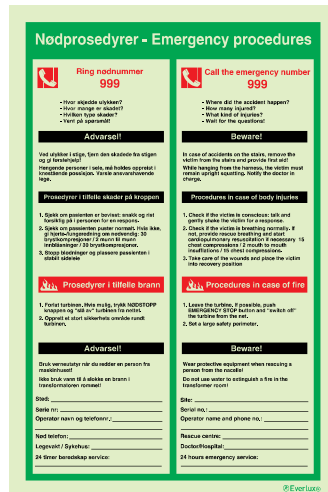 Nødprosedyrer - Emergency procedures
Ring nødnummer
999
- Hvor skjedde ulykken?
- Hvor mange er skadet?
- Hvilken type skader?
- Vent på spørsmål!
Advarsel!
Ved ulykker i stige, fjern den skadede fra stigen
og gi førstehjelp!
Hengende personer i sele, må holdes oppreist i
knestående posisjon. Varsle ansvarshavende
lege.
Prosedyrer i tilfelle skader på kroppen
1. Sjekk om pasienten er bevisst: snakk og rist
forsiktig på i personen for en respons.
2. Sjekk om pasienten puster normalt. Hvis ikke,
gi hjerte-/lungeredning om nødvendig: 30
brystkompresjoner / 2 munn til munn
innblåsinger / 30 brystkompresjoner.
3. Stopp blødninger og plassere pasienten i
stabilt sideleie
Prosedyrer i tilfelle brann
1. Forlat turbinen. Hvis mulig, trykk NØDSTOPP
knappen og "slå av" turbinen fra nettet.
2. Opprett et stort sikkerhets område rundt
turbinen.
Advarsel!
Bruk verneutstyr når du redder en person fra
maskinhuset!
Ikke bruk vann til å slokke en brann i
transformatoren rommet!
Sted:
Serie nr:
Operatør navn og telefonnr.:
Nød telefon:
Legevakt / Sykehus:
24 timer beredskap service:
Call the emergency number
999
- Where did the accident happen?
- How many injured?
- What kind of injuries?
- Wait for the questions!
Beware!
In case of accidents on the stairs, remove the
victim from the stairs and provide first aid!
While hanging from the harness, the victim must
remain upright squatting. Notify the doctor in
charge.
Procedures in case of body injuries
1. Check if the victim is conscious: talk and
gently shake the victim for a response.
2. Check if the victim is breathing normally. If
not, provide rescue breathing and start
cardiopulmonary resuscitation if necessary 15
chest compressions / 2 mouth to mouth
insufflations / 15 chest compressions.
3. Take care of the wounds and place the victim
into recovery position
Procedures in case of fire
1. Leave the turbine, if possible, push
EMERGENCY STOP button and "switch off"
the turbine from the net.
2. Set a large safety perimeter.
Beware!
Wear protective equipment when rescuing a
person from the nacelle!
Do not use water to extinguish a fire in the
transformer room!
Site:
Serial no.:
Operator name and phone no.:
Rescue centre:
Doctor/Hospital:
24 hours emergency service:
Everlux®